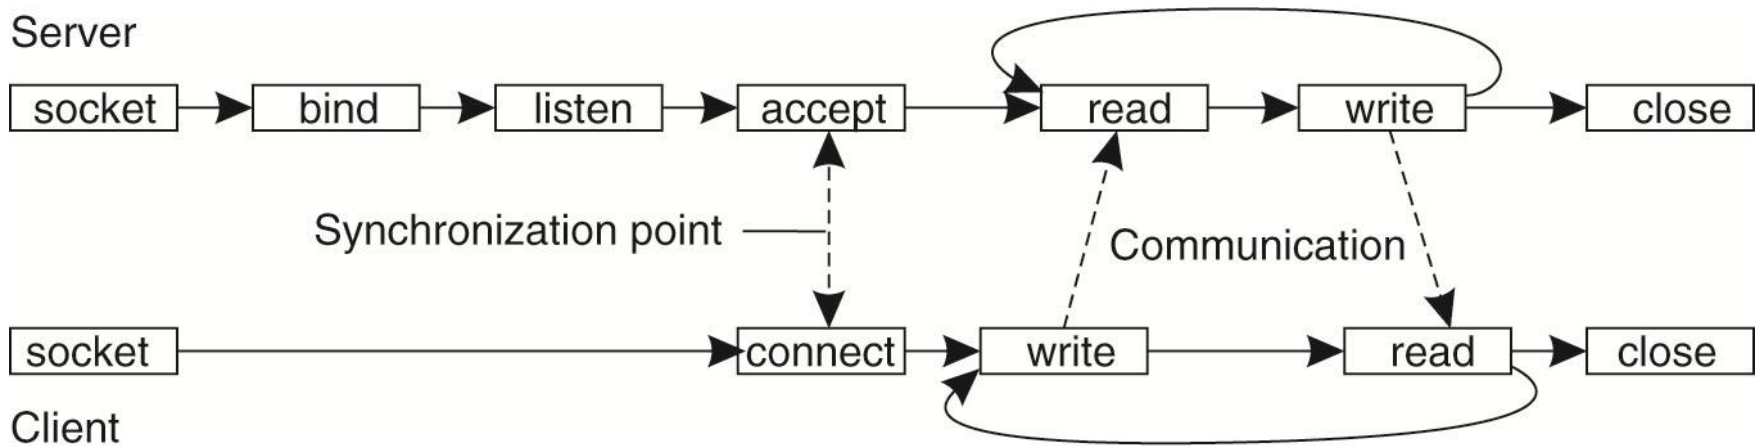 Server
socket bind listen accept read write close
Synchronization point
Communication
socket connect write read close
Client